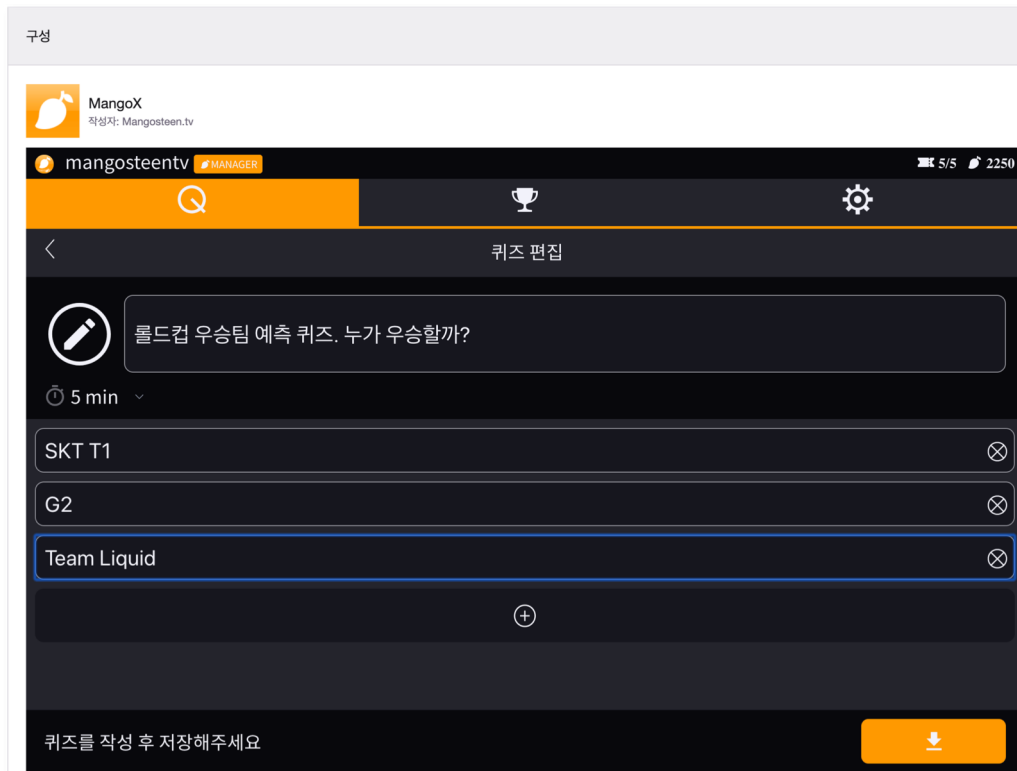 구성
MangoX
작성자: Mangosteen.tv
mangosteentv MANAGER 5/5 2250
퀴즈 편집
롤드컵 우승팀 예측 퀴즈. 누가 우승할까?
5 min
SKT T1
G2
Team Liquid
퀴즈를 작성 후 저장해주세요